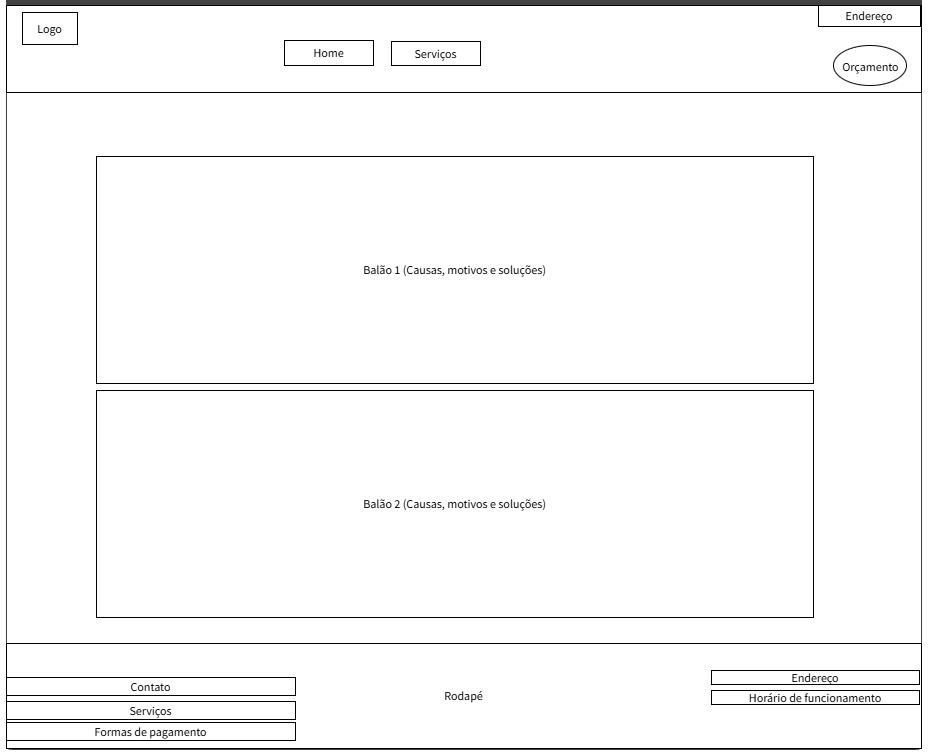 Logo
Endereço
Home
Serviços
Orçamento
Balão 1 (Causas, motivos e soluções)
Balão 2 (Causas, motivos e soluções)
Contato
Serviços
Formas de pagamento
Rodapé
Endereço
Horário de funcionamento